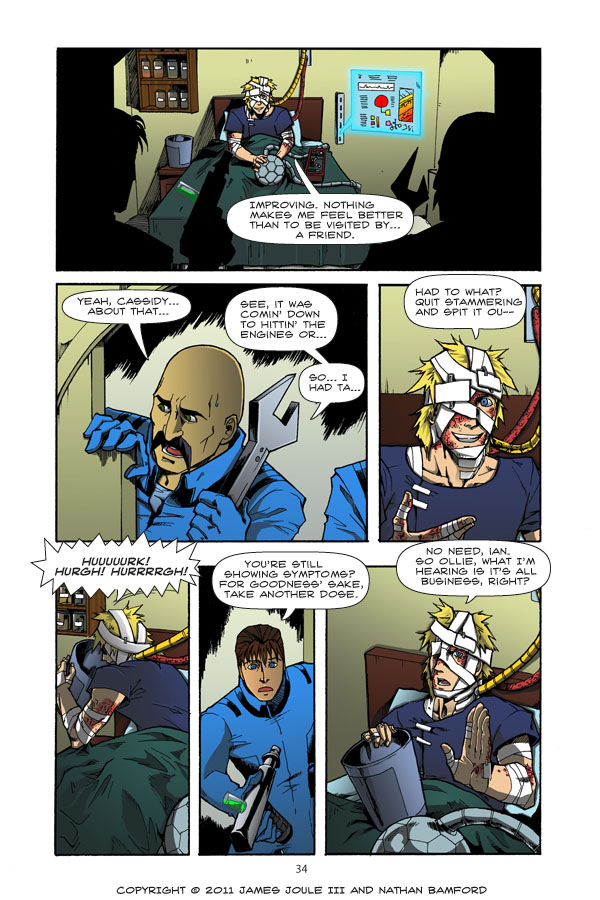 IMPROVING. NOTHING
MAKES ME FEEL BETTER
THAN TO BE VISITED BY...
A FRIEND.
YEAH, CASSIDY...
ABOUT THAT...
SEE, IT WAS
COMIN' DOWN
TO HITTIN' THE
ENGINES OR...
SO... I
HAD TA...
HAD TO WHAT?
QUIT STAMMERING
AND SPIT IT OU--
HUUUUURK!
HURGH! HURRRRGH!
YOU'RE STILL
SHOWING SYMPTOMS?
FOR GOODNESS' SAKE,
TAKE ANOTHER DOSE.
NO NEED, IAN.
SO OLLIE, WHAT I'M
HEARING IS IT'S ALL
BUSINESS, RIGHT?
34
COPYRIGHT © 2011 JAMES JOULE III AND NATHAN BAMFORD